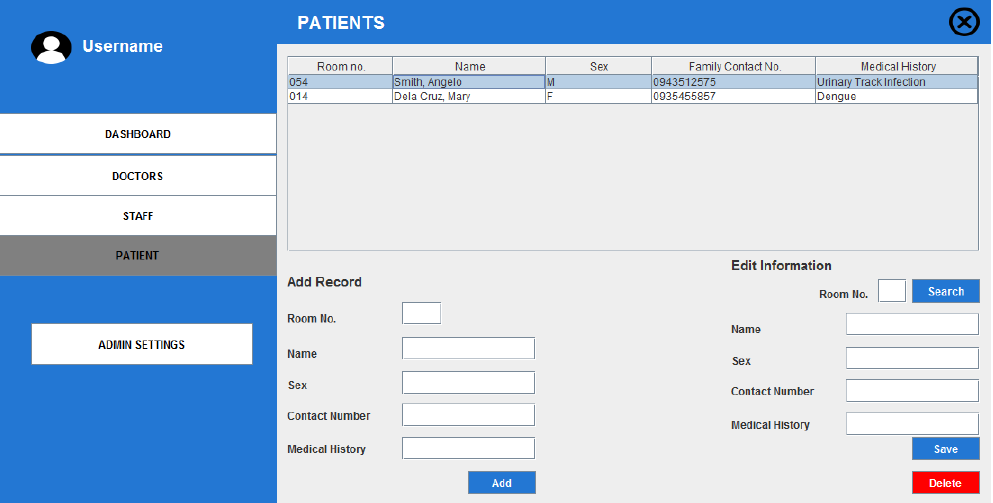 PATIENTS
Username
DASHBOARD
DOCTORS
STAFF
PATIENT
ADMIN SETTINGS
Room no. Name Sex Family Contact No. Medical History
054 Smith, Angelo M 0943512575 Urinary Track Infection
014 Dela Cruz, Mary F 0935455857 Dengue
Add Record
Room No.
Name
Sex
Contact Number
Medical History
Add
Edit Information
Room No. Search
Name
Sex
Contact Number
Medical History
Save
Delete